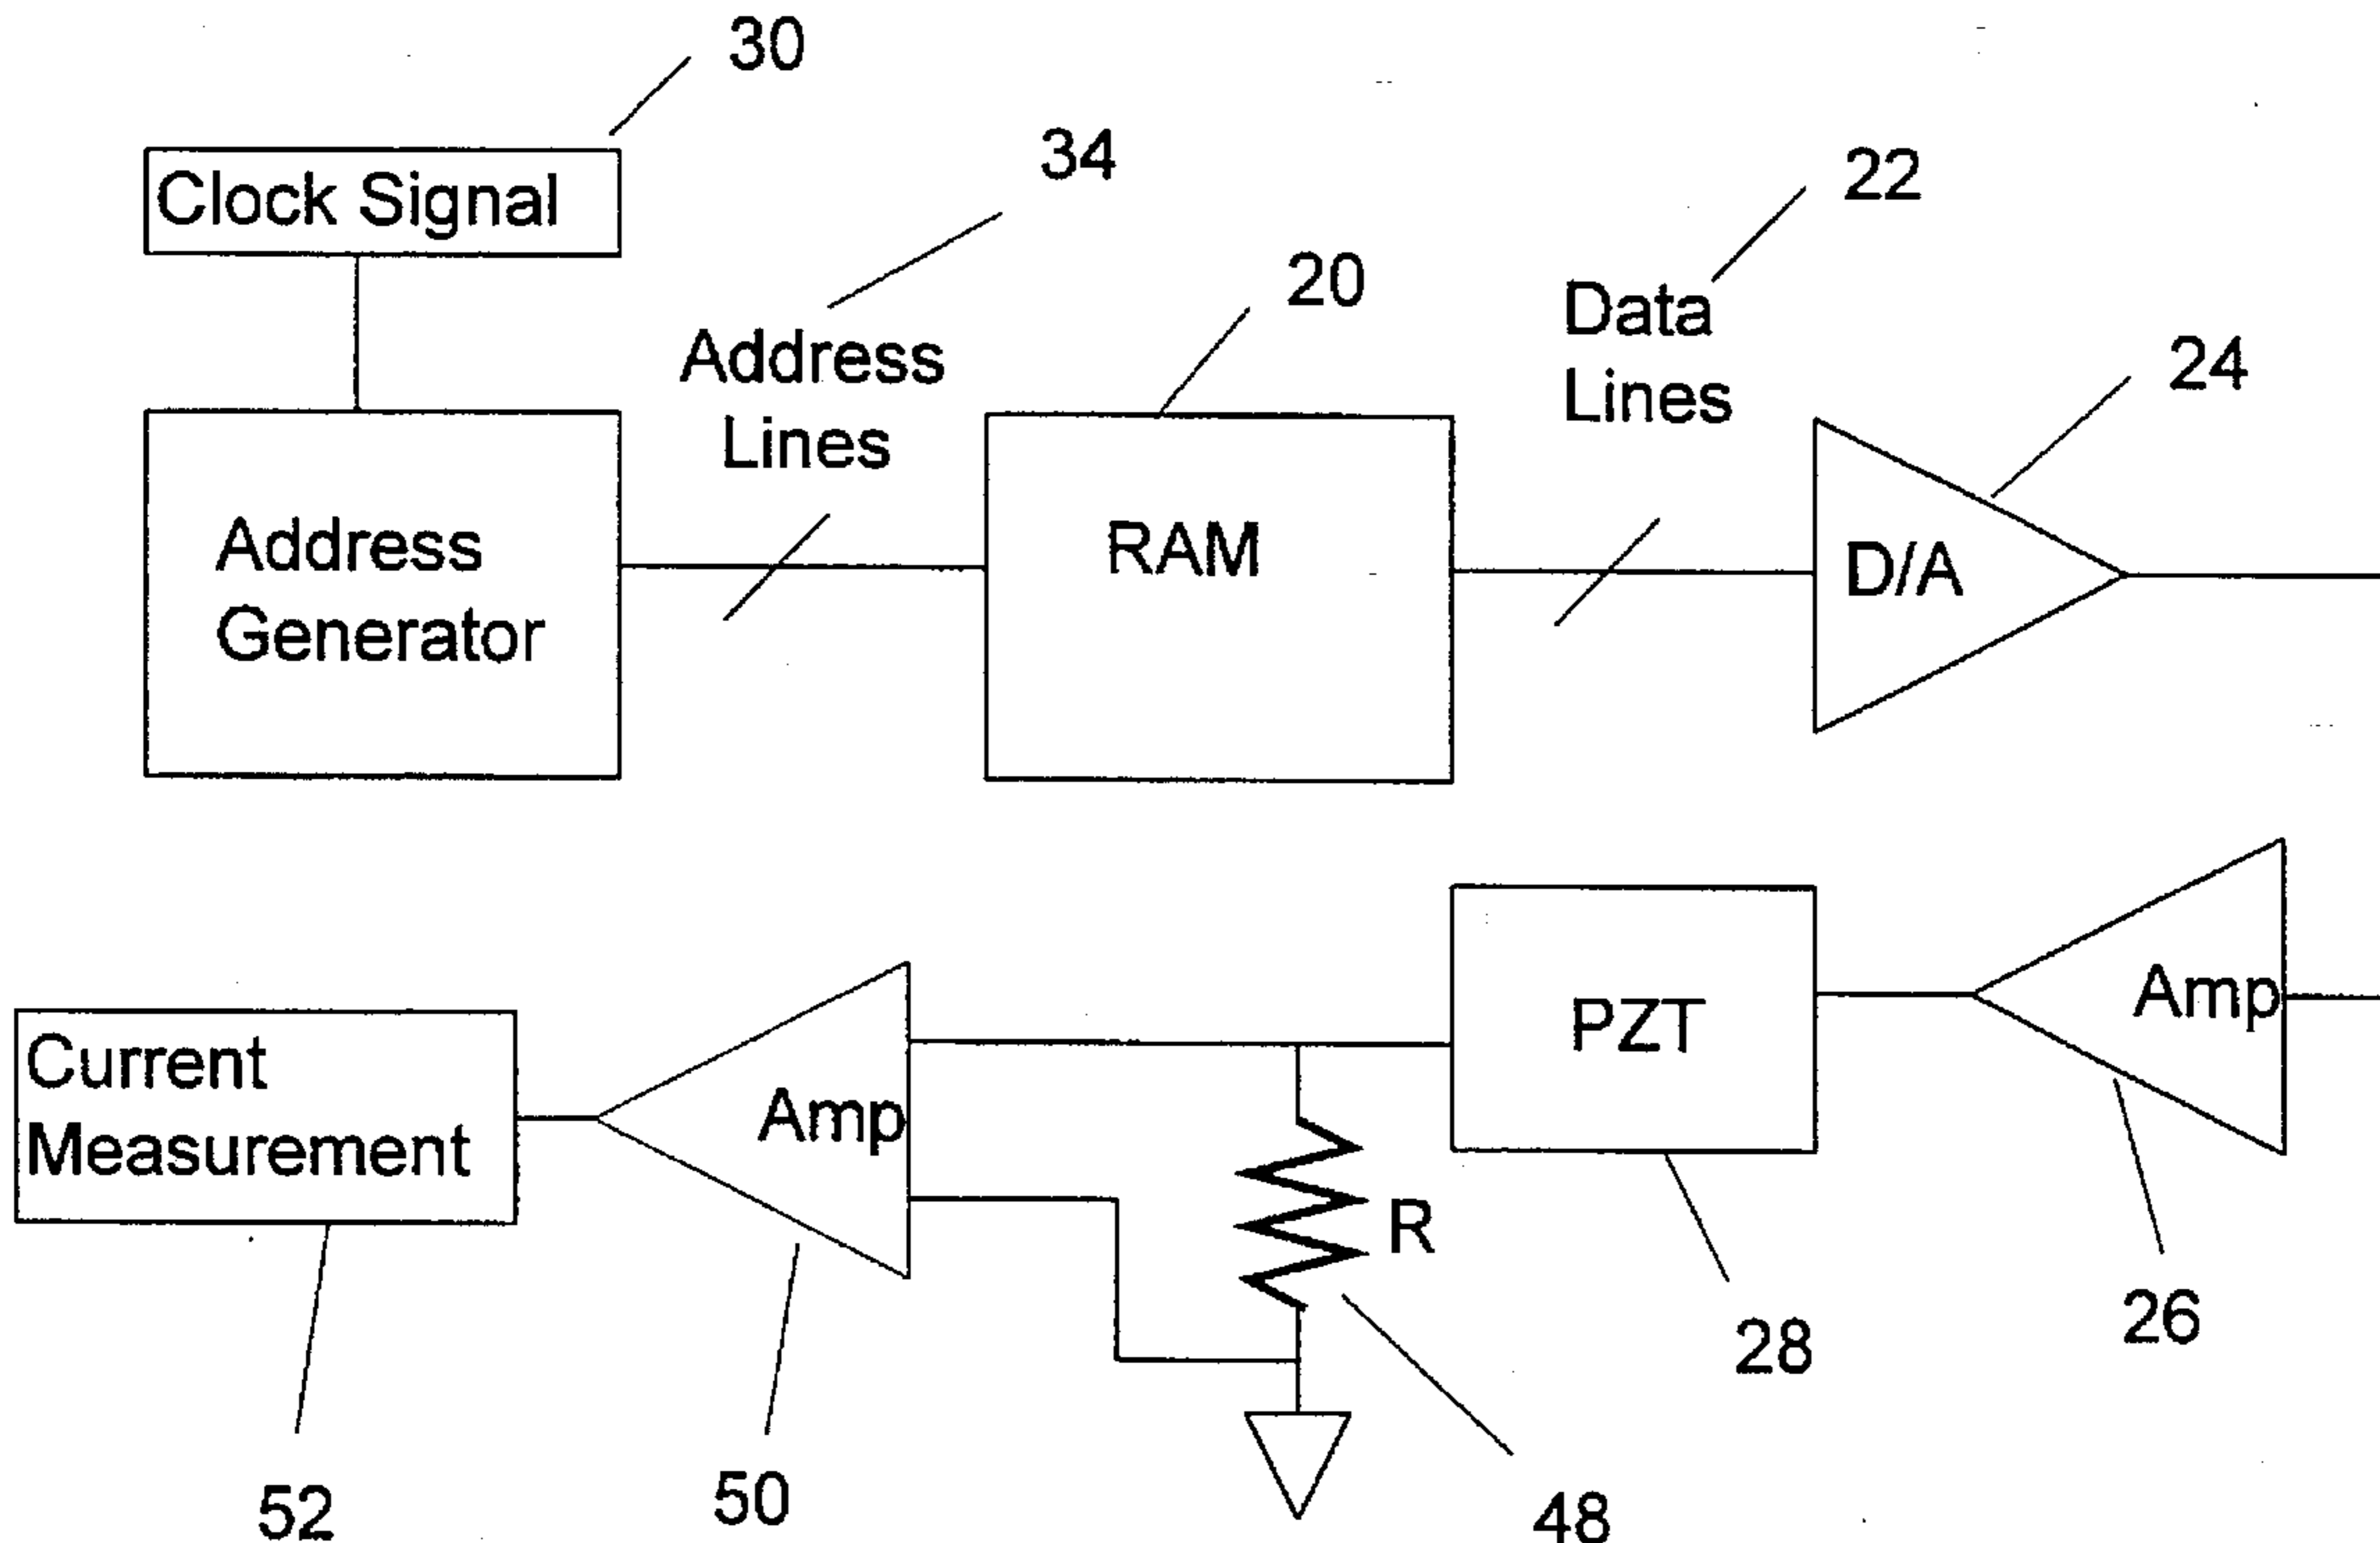 30
34
22
Clock Signal
20
Data
Lines
Address
Lines
24
Address
Generator
RAM
D/A
Amp
PZT
Current
Measurement
Amp
R
26
28
52
50
48